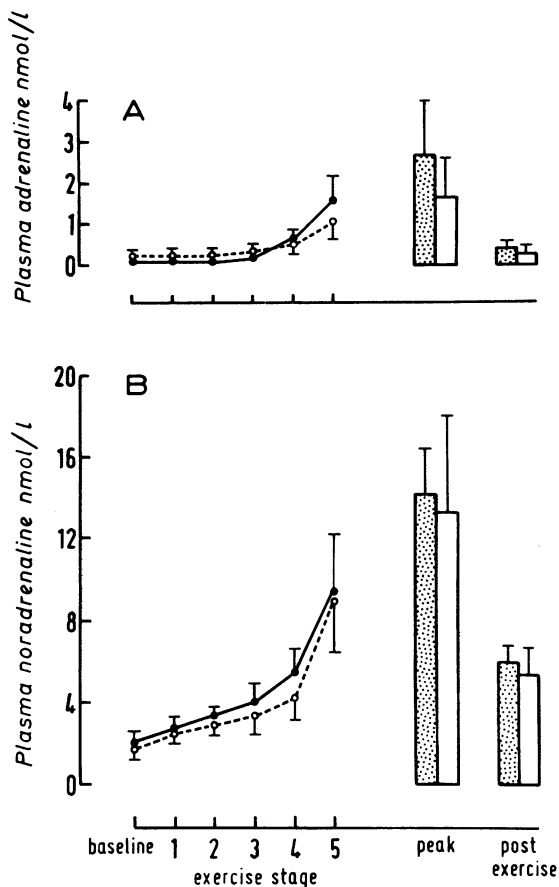 Plasma adrenaline nmol/l
4
3
2
1
0
A
Plasma noradrenaline nmol/l
20
16
12
8
4
0
B
baseline 1 2 3 4 5 peak post
exercise stage exercise